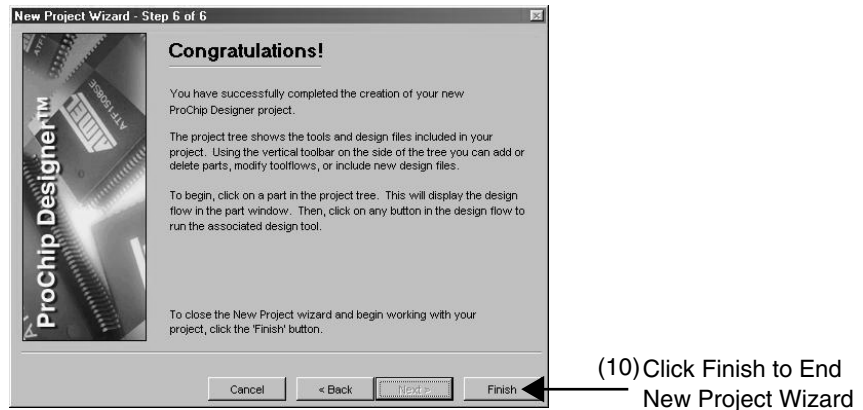 New Project Wizard - Step 6 of 6
ATF1508SE
ATMEL
ProChip Designer™
Congratulations!
You have successfully completed the creation of your new
ProChip Designer project.
The project tree shows the tools and design files included in your
project. Using the vertical toolbar on the side of the tree you can add or
delete parts, modify toolflows, or include new design files.
To begin, click on a part in the project tree. This will display the design
flow in the part window. Then, click on any button in the design flow to
run the associated design tool.
To close the New Project wizard and begin working with your
project, click the 'Finish' button.
Cancel < Back Next > Finish
(10) Click Finish to End
New Project Wizard